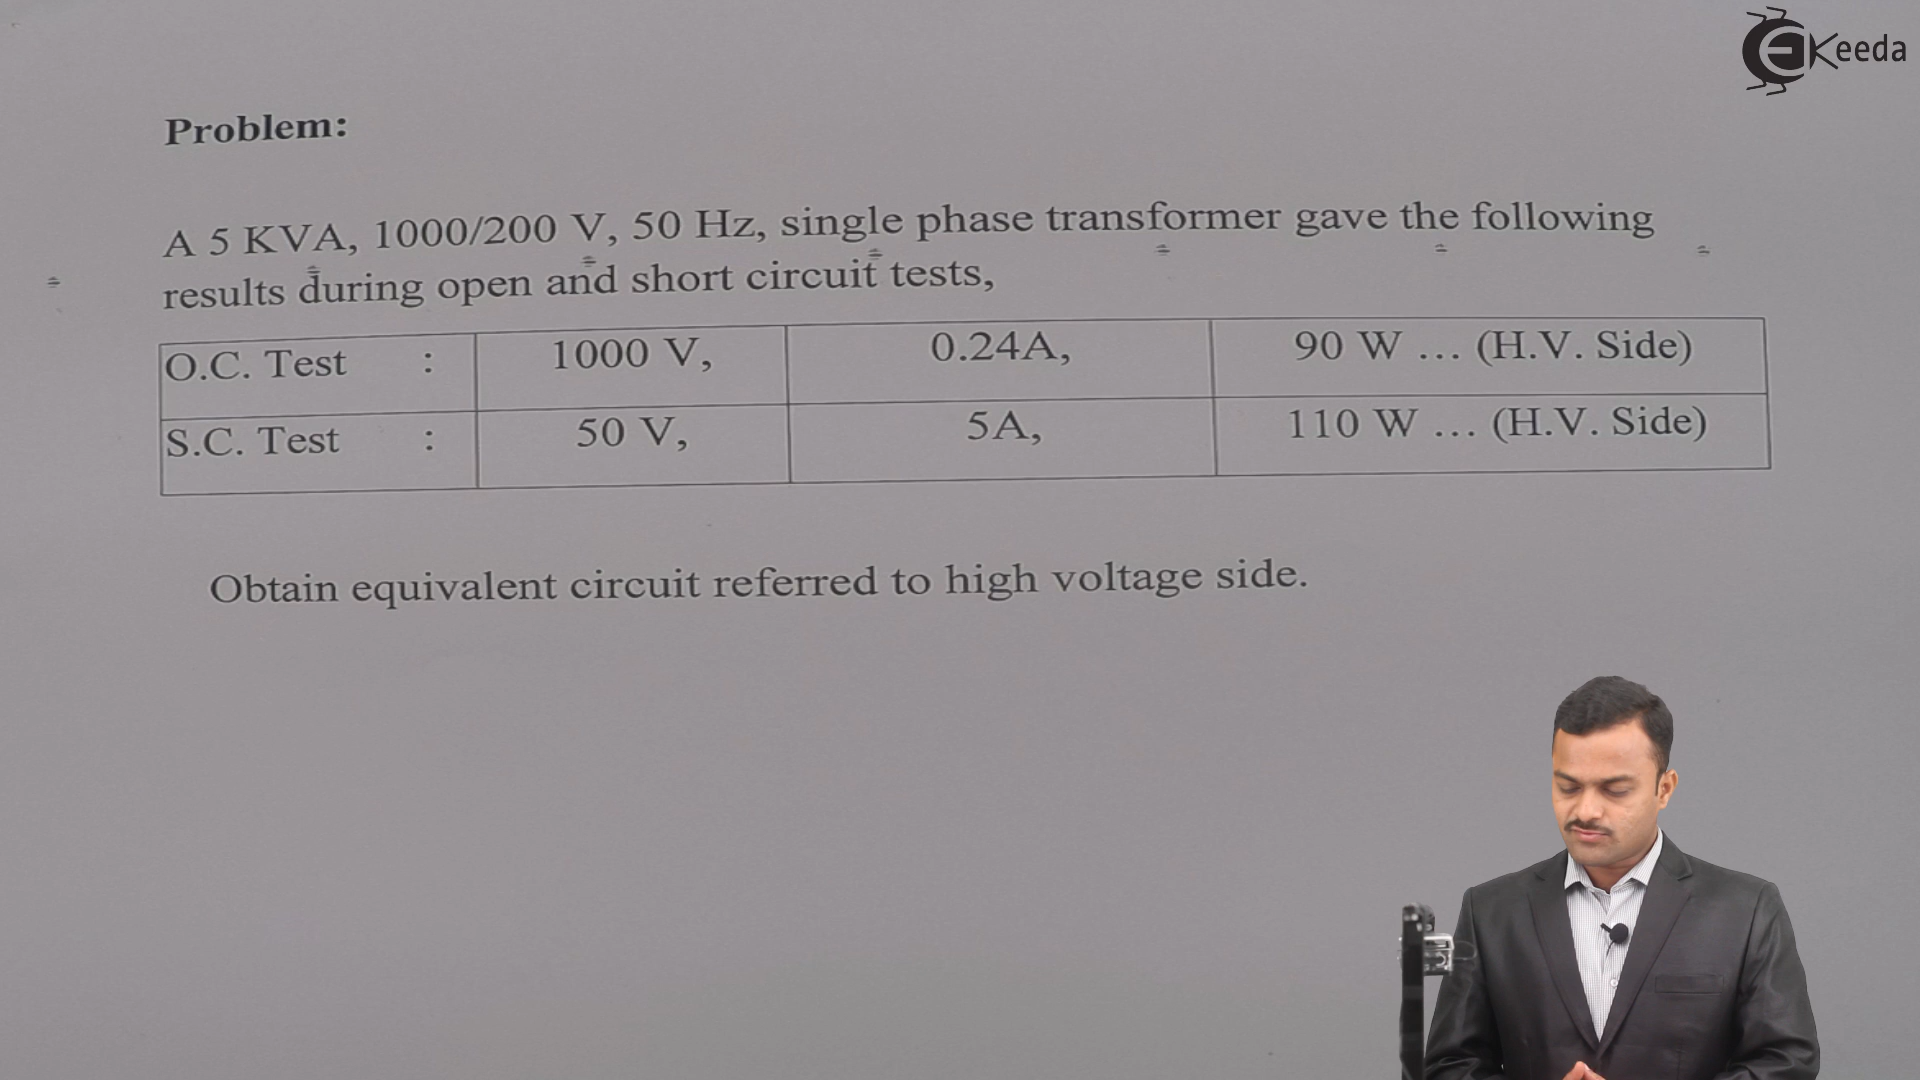 Keeda
Problem:
A 5 KVA, 1000/200 V, 50 Hz, single phase transformer gave the following
results during open and short circuit tests,
O.C. Test : 1000 V, 0.24A, 90 W ... (H.V. Side)
S.C. Test : 50 V, 5A, 110 W ... (H.V. Side)
Obtain equivalent circuit referred to high voltage side.